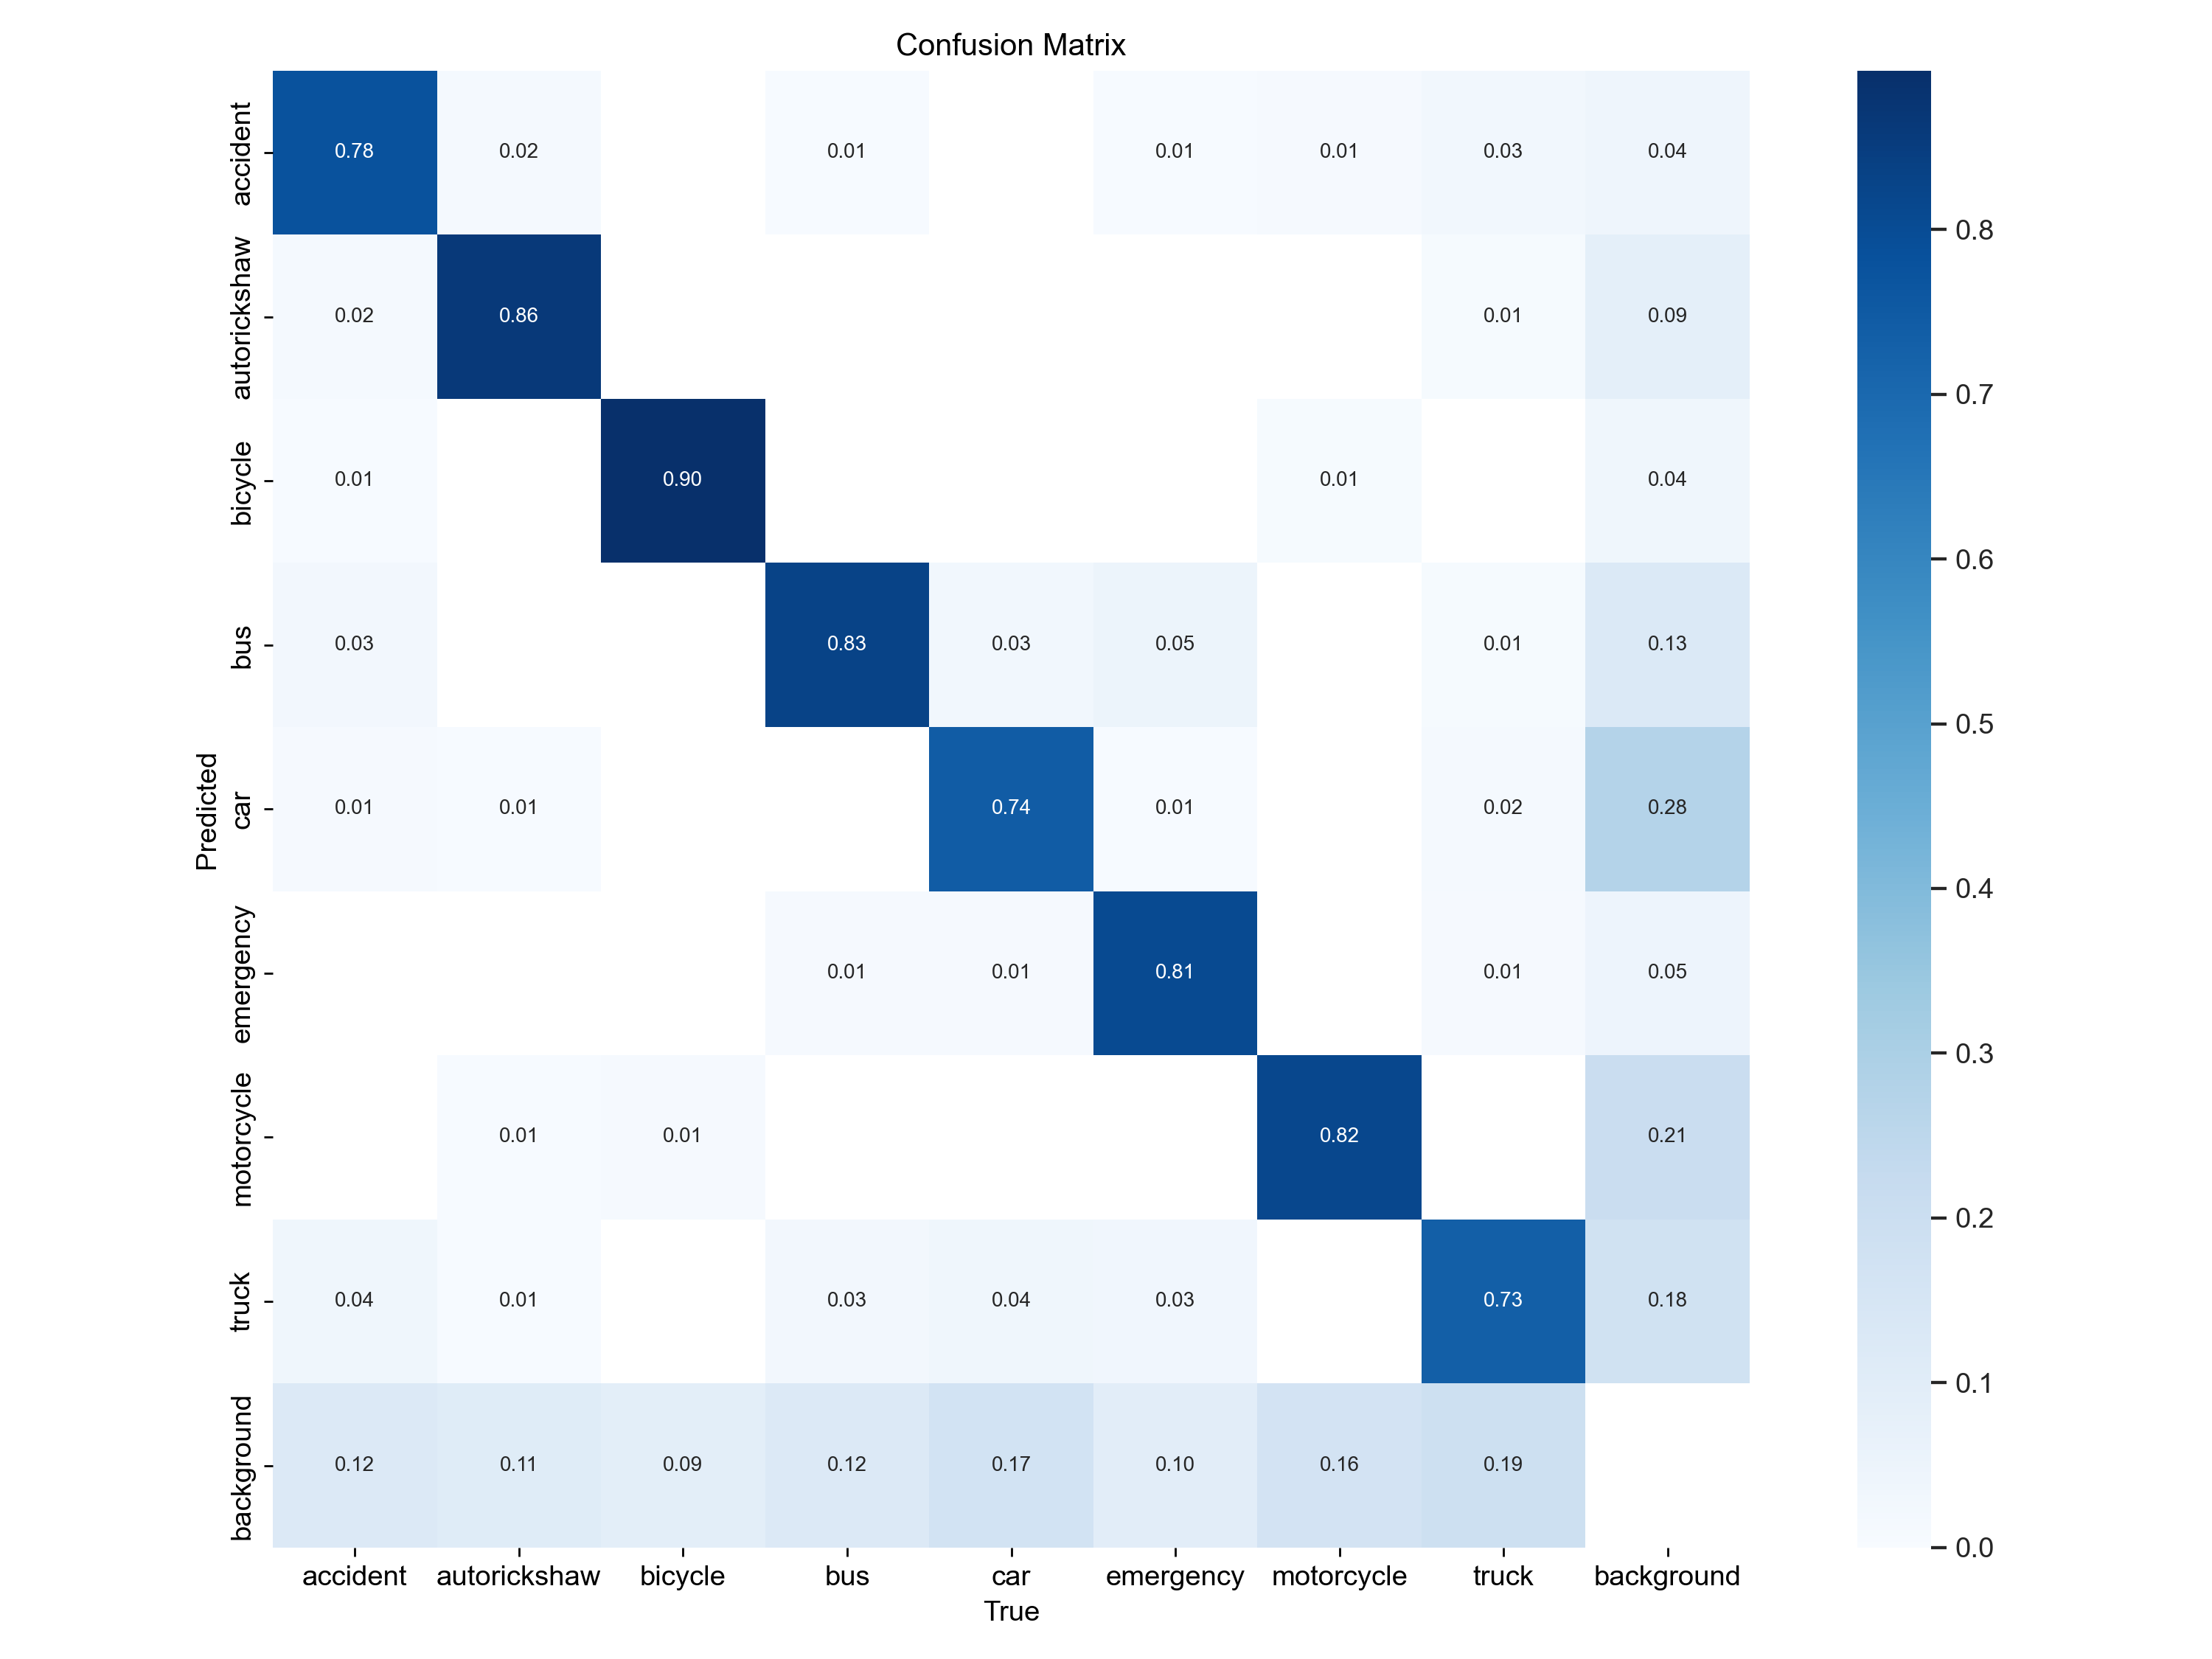 Confusion Matrix
accident 0.78 0.02 0.01 0.01 0.01 0.03 0.04
autorickshaw 0.02 0.86 0.01 0.09
bicycle 0.01 0.90 0.01 0.04
bus 0.03 0.83 0.03 0.05 0.01 0.13
car 0.01 0.01 0.74 0.01 0.02 0.28
emergency 0.01 0.01 0.81 0.01 0.05
motorcycle 0.01 0.01 0.82 0.21
truck 0.04 0.01 0.03 0.04 0.03 0.73 0.18
background 0.12 0.11 0.09 0.12 0.17 0.10 0.16 0.19
Predicted
accident autorickshaw bicycle bus car emergency motorcycle truck background
True
0.8
0.7
0.6
0.5
0.4
0.3
0.2
0.1
0.0